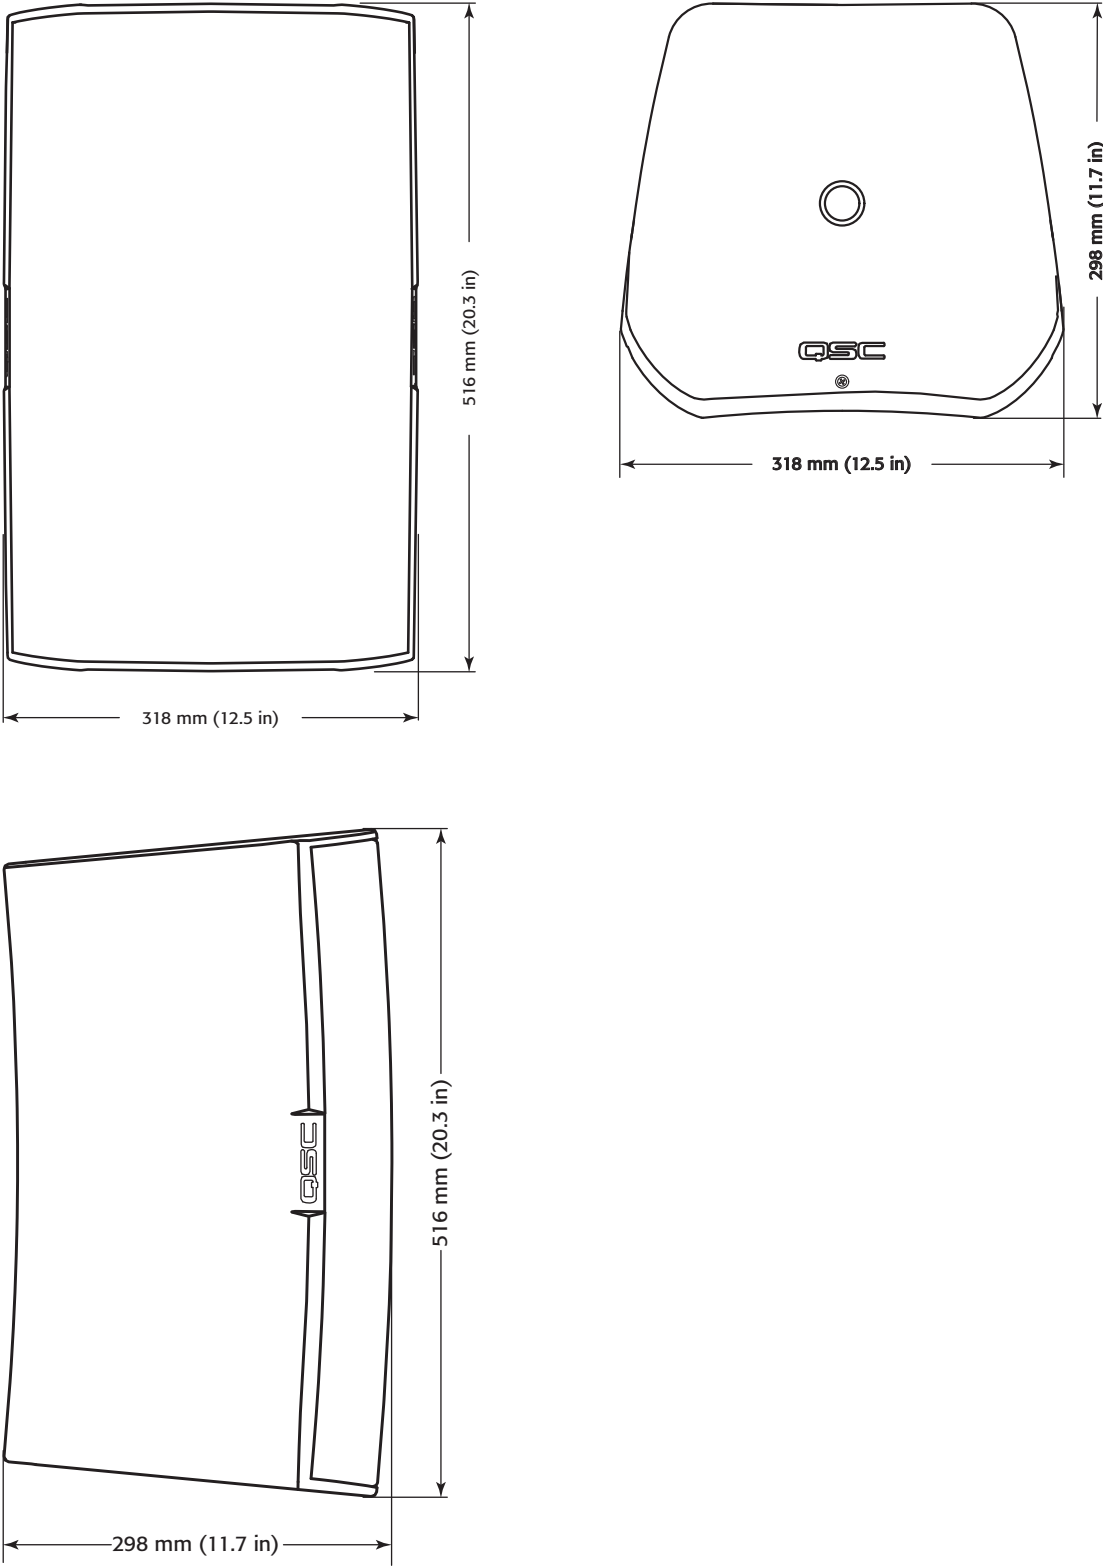 516 mm (20.3 in)
318 mm (12.5 in)
298 mm (11.7 in)
QSC
318 mm (12.5 in)
516 mm (20.3 in)
QSC
298 mm (11.7 in)